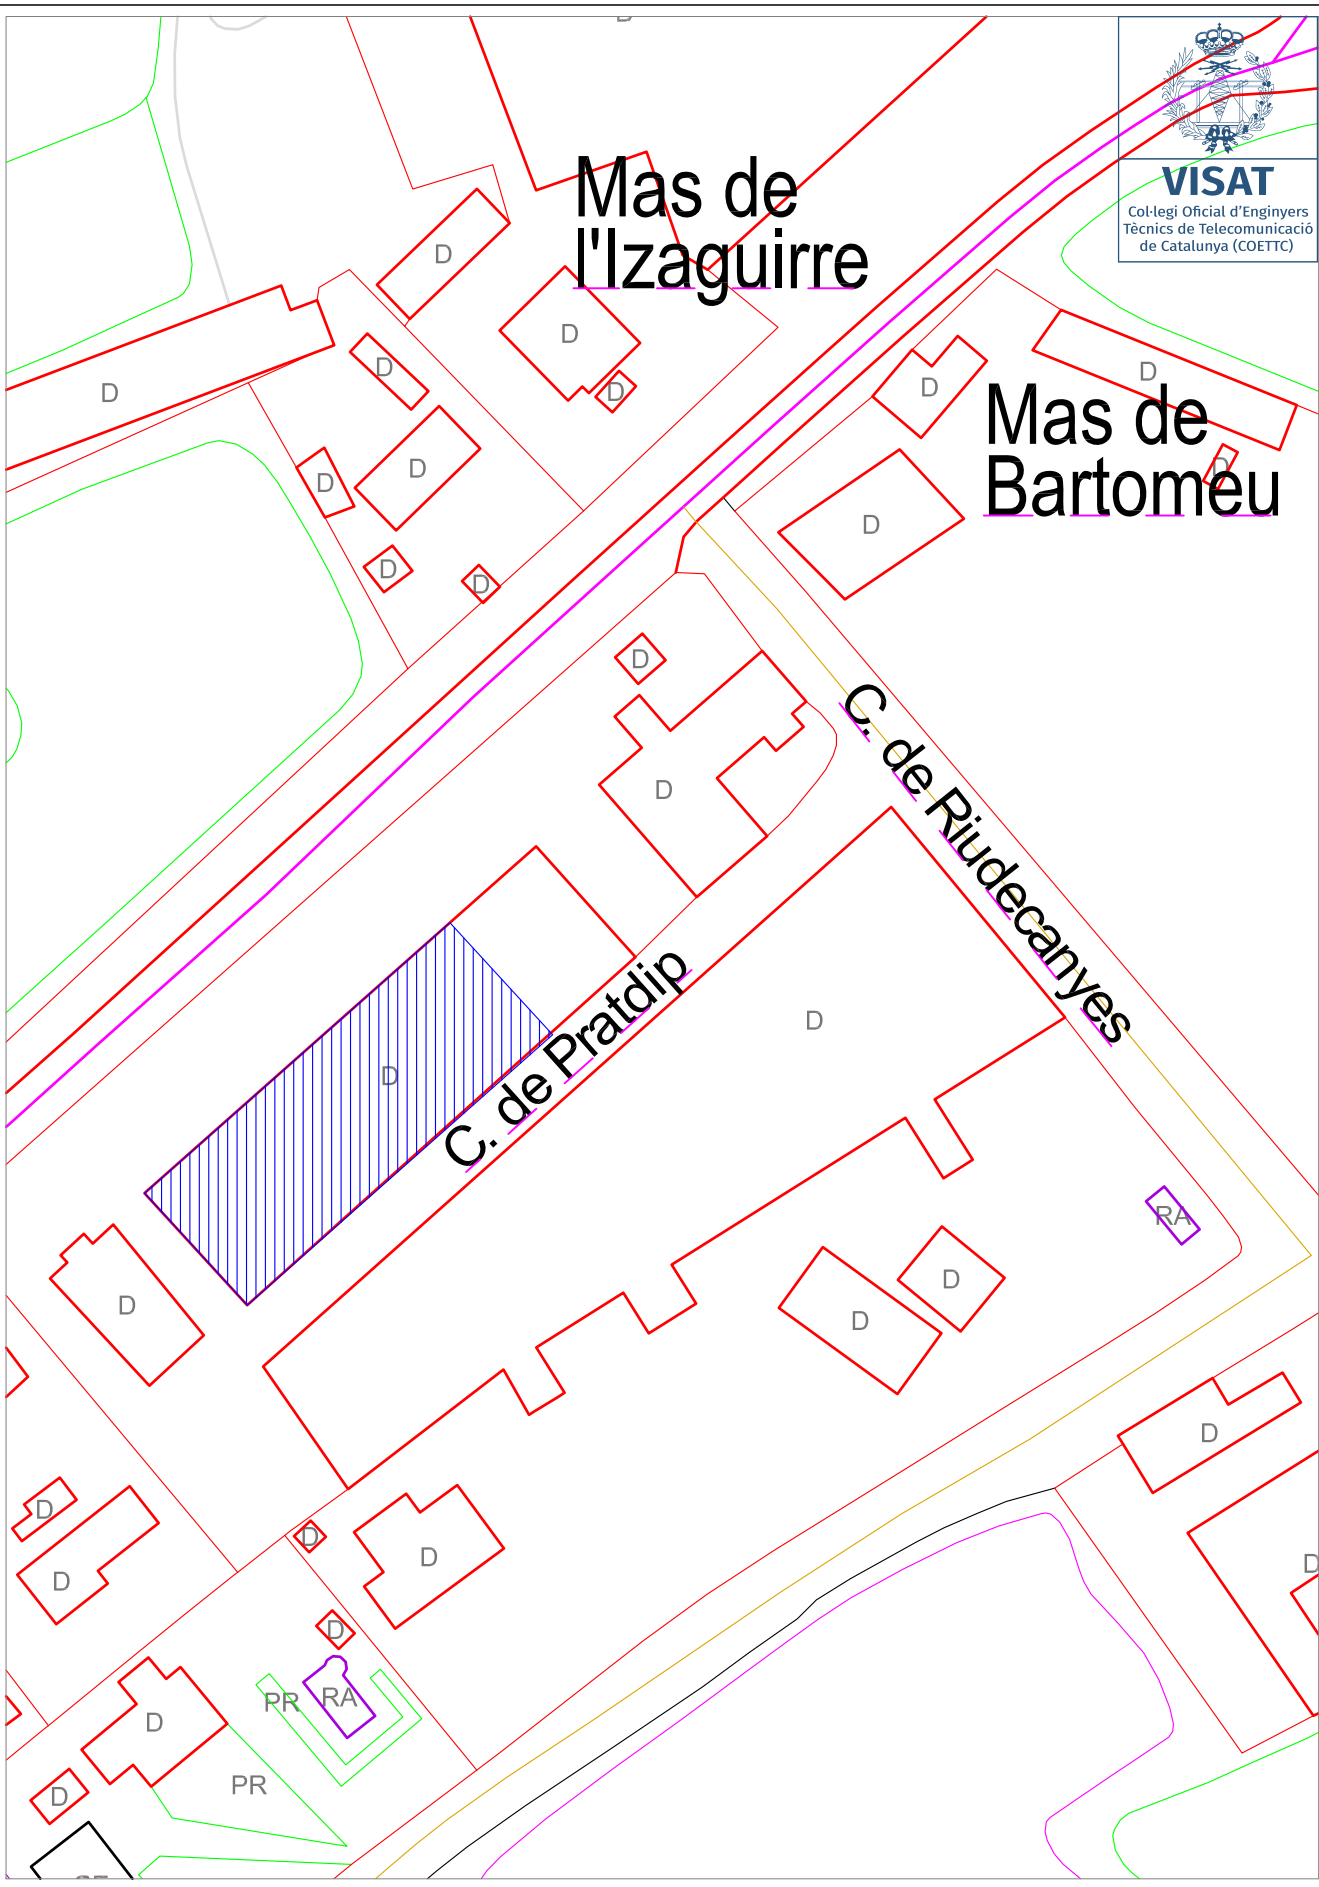 VISAT
Col·legi Oficial d'Enginyers
Tècnics de Telecomunicació
de Catalunya (COETTC)
Mas de
l'Izaguirre
D
D
D
D
D
D
Mas de
Bartomeu
D
D
D
D
D
D
D
D
D
D
C. de Riudecanyes
D
C. de Pratdip
D
D
RA
D
D
D
D
D
D
D
D
D
D
PR
RA
D
PR
D